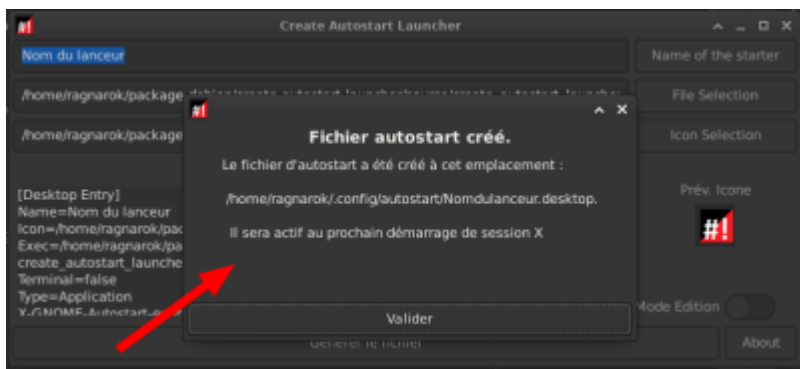 #!
Create Autostart Launcher
Nom du lanceur
Name of the starter
/home/ragnarok/package
File Selection
/home/ragnarok/package
Icon Selection
#!
Fichier autostart créé.
Le fichier d'autostart a été créé à cet emplacement :
/home/ragnarok/.config/autostart/Nomdulanceur.desktop.
Il sera actif au prochain démarrage de session X
Valider
[Desktop Entry]
Name=Nom du lanceur
Icon=/home/ragnarok/pac
Exec=/home/ragnarok/pa
create_autostart_launche
Terminal=false
Type=Application
Prév. Icone
#!
Mode Edition
Générer le fichier
About